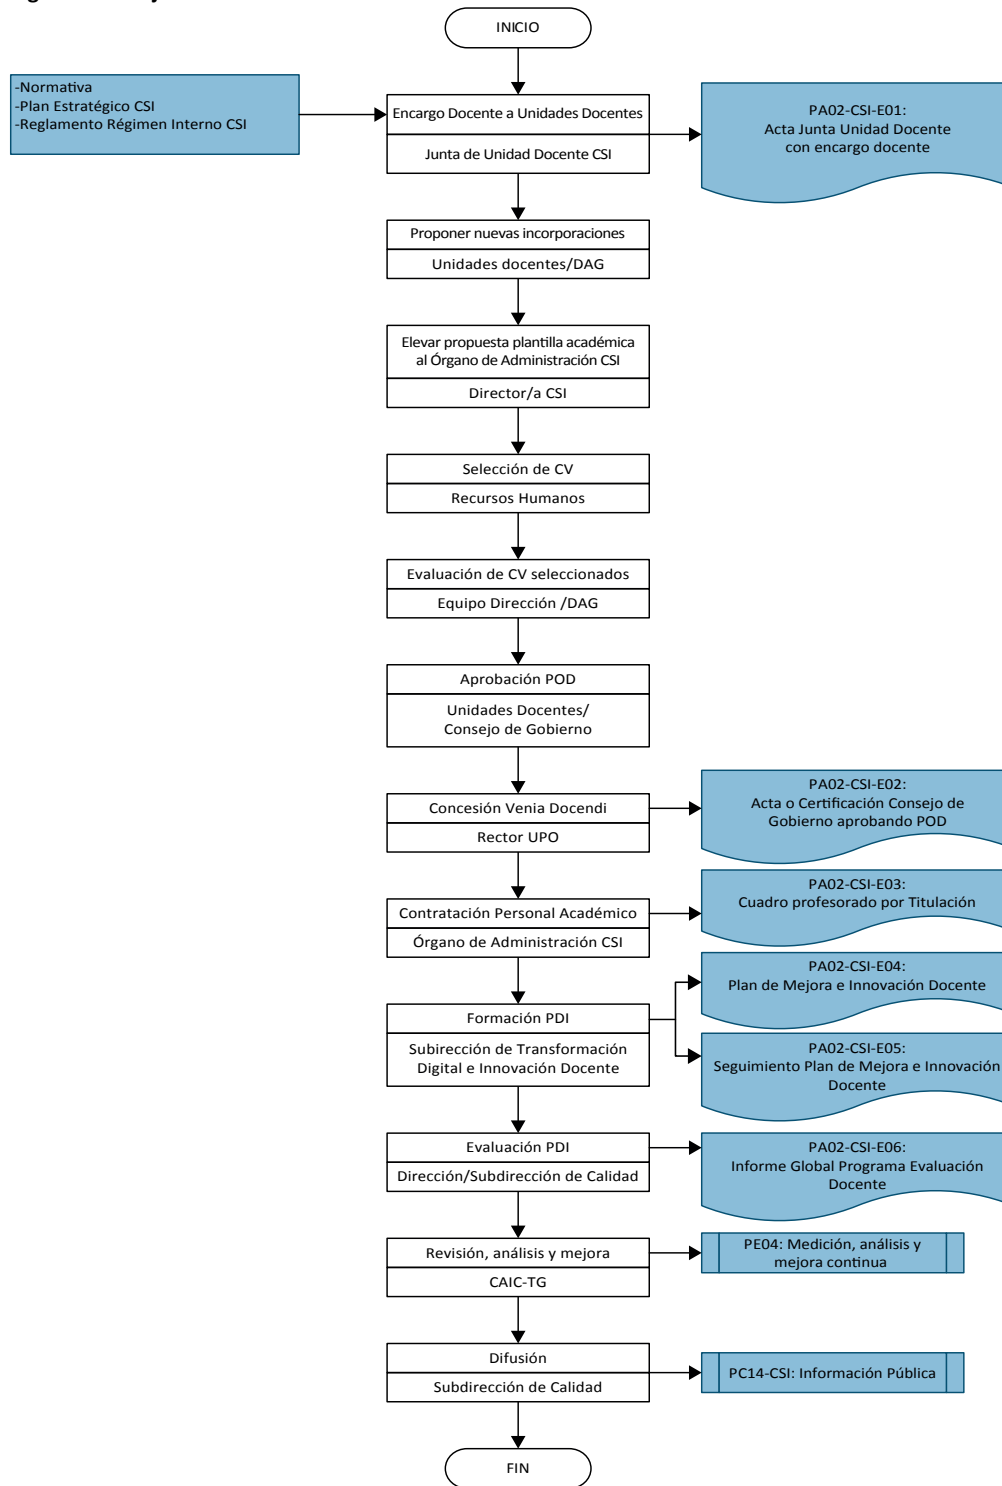 INICIO
-Normativa
-Plan Estratégico CSI
-Reglamento Régimen Interno CSI
Encargo Docente a Unidades Docentes
Junta de Unidad Docente CSI
PA02-CSI-E01:
Acta Junta Unidad Docente
con encargo docente
Proponer nuevas incorporaciones
Unidades docentes/DAG
Elevar propuesta plantilla académica
al Órgano de Administración CSI
Director/a CSI
Selección de CV
Recursos Humanos
Evaluación de CV seleccionados
Equipo Dirección /DAG
Aprobación POD
Unidades Docentes/
Consejo de Gobierno
Concesión Venia Docendi
Rector UPO
PA02-CSI-E02:
Acta o Certificación Consejo de
Gobierno aprobando POD
Contratación Personal Académico
Órgano de Administración CSI
PA02-CSI-E03:
Cuadro profesorado por Titulación
Formación PDI
Subirección de Transformación
Digital e Innovación Docente
PA02-CSI-E04:
Plan de Mejora e Innovación Docente
PA02-CSI-E05:
Seguimiento Plan de Mejora e Innovación
Docente
Evaluación PDI
Dirección/Subdirección de Calidad
PA02-CSI-E06:
Informe Global Programa Evaluación
Docente
Revisión, análisis y mejora
CAIC-TG
PE04: Medición, análisis y
mejora continua
Difusión
Subdirección de Calidad
PC14-CSI: Información Pública
FIN